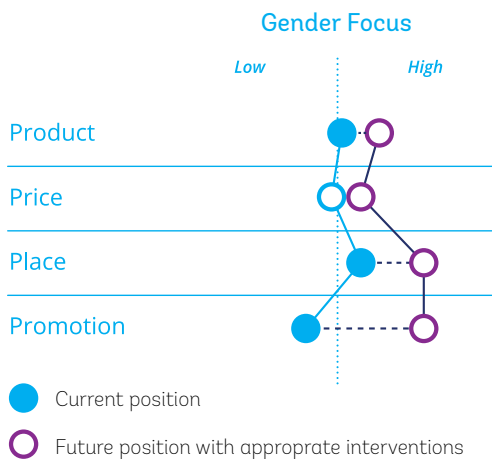 Gender Focus
Low High
Product
Price
Place
Promotion
Current position
Future position with approprate interventions